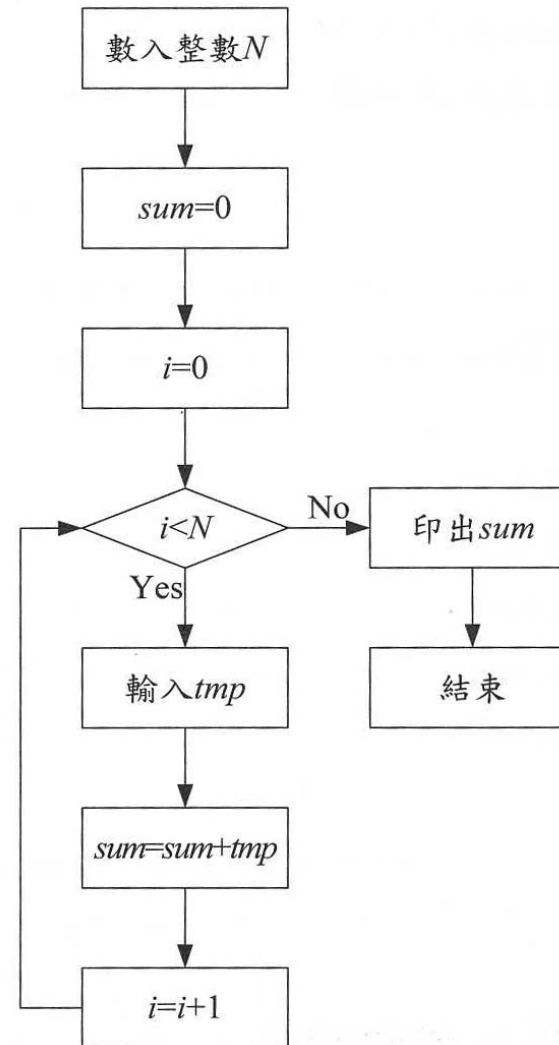 數入整數N
sum=0
i=0
i<N
No
印出sum
Yes
輸入tmp
結束
sum=sum+tmp
i=i+1